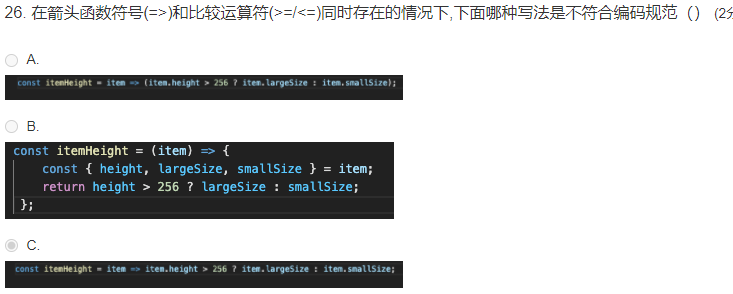 26. 在箭头函数符号(=>)和比较运算符(>=/<=)同时存在的情况下,下面哪种写法是不符合编码规范（） (2
A.
const itemHeight = item => (item.height > 256 ? item.largeSize : item.smallSize);
B.
const itemHeight = (item) => {
const { height, largeSize, smallSize } = item;
return height > 256 ? largeSize : smallSize;
};
C.
const itemHeight = item => item.height > 256 ? item.largeSize : item.smallSize;